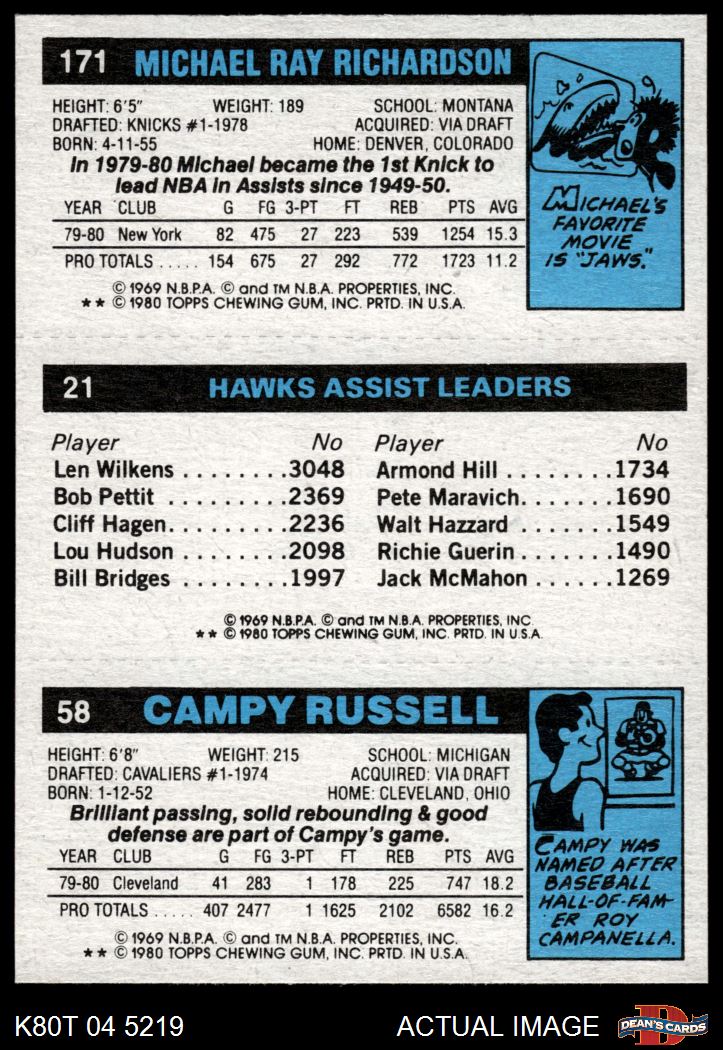 171 MICHAEL RAY RICHARDSON
HEIGHT: 6'5" WEIGHT: 189 SCHOOL: MONTANA
DRAFTED: KNICKS #1-1978 ACQUIRED: VIA DRAFT
BORN: 4-11-55 HOME: DENVER, COLORADO
In 1979-80 Michael became the 1st Knick to
lead NBA in Assists since 1949-50.
YEAR CLUB G FG 3-PT FT REB PTS AVG
79-80 New York 82 475 27 223 539 1254 15.3
PRO TOTALS ..... 154 675 27 292 772 1723 11.2
© 1969 N.B.P.A. © and TM N.B.A. PROPERTIES, INC.
** © 1980 TOPPS CHEWING GUM, INC. PRTD. IN U.S.A.
MICHAEL'S
FAVORITE
MOVIE
IS "JAWS."
21 HAWKS ASSIST LEADERS
Player No Player No
Len Wilkens ........3048 Armond Hill ........1734
Bob Pettit .........2369 Pete Maravich......1690
Cliff Hagen.........2236 Walt Hazzard ......1549
Lou Hudson ........2098 Richie Guerin ......1490
Bill Bridges ........1997 Jack McMahon ......1269
© 1969 N.B.P.A. © and TM N.B.A. PROPERTIES, INC.
** © 1980 TOPPS CHEWING GUM, INC. PRTD. IN U.S.A.
58 CAMPY RUSSELL
HEIGHT: 6'8" WEIGHT: 215 SCHOOL: MICHIGAN
DRAFTED: CAVALIERS #1-1974 ACQUIRED: VIA DRAFT
BORN: 1-12-52 HOME: CLEVELAND, OHIO
Brilliant passing, solid rebounding & good
defense are part of Campy's game.
YEAR CLUB G FG 3-PT FT REB PTS AVG
79-80 Cleveland 41 283 1 178 225 747 18.2
PRO TOTALS ..... 407 2477 1 1625 2102 6582 16.2
© 1969 N.B.P.A. © and TM N.B.A. PROPERTIES, INC.
** © 1980 TOPPS CHEWING GUM, INC. PRTD. IN U.S.A.
CAMPY WAS
NAMED AFTER
BASEBALL
HALL-OF-FAM-
ER ROY
CAMPANELLA.
K80T 04 5219 ACTUAL IMAGE DEAN'S CARDS